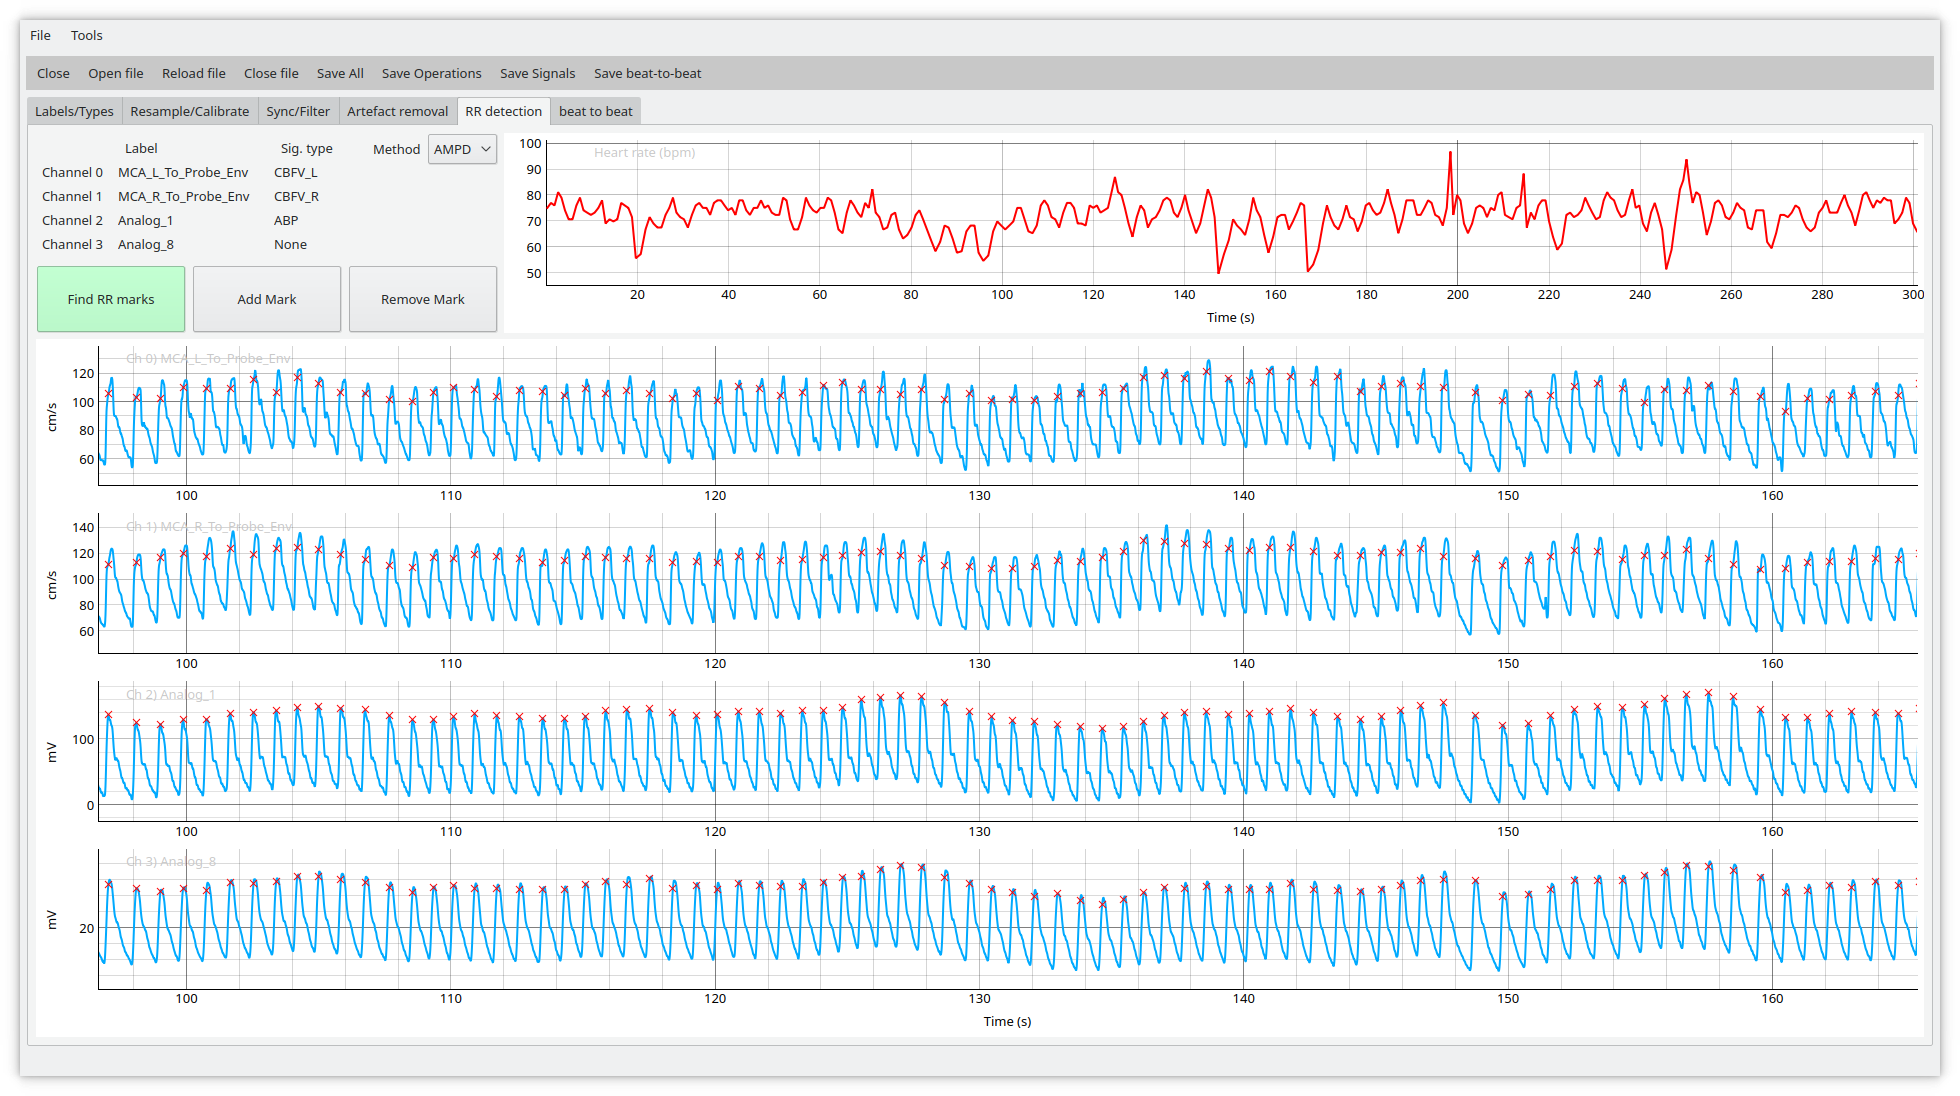 File Tools
Close Open file Reload file Close file Save All Save Operations Save Signals Save beat-to-beat
Labels/Types Resample/Calibrate Sync/Filter Artefact removal RR detection beat to beat
Label Sig. type Method AMPD
Channel 0 MCA_L_To_Probe_Env CBFV_L
Channel 1 MCA_R_To_Probe_Env CBFV_R
Channel 2 Analog_1 ABP
Channel 3 Analog_8 None
Find RR marks Add Mark Remove Mark
Heart rate (bpm)
100
90
80
70
60
50
20 40 60 80 100 120 140 160 180 200 220 240 260 280 300
Time (s)
Ch 0) MCA_L_To_Probe_Env
cm/s
120
100
80
60
100 110 120 130 140 150 160
Ch 1) MCA_R_To_Probe_Env
cm/s
140
120
100
80
60
100 110 120 130 140 150 160
Ch 2) Analog_1
mV
100
0
100 110 120 130 140 150 160
Ch 3) Analog_8
mV
20
100 110 120 130 140 150 160
Time (s)